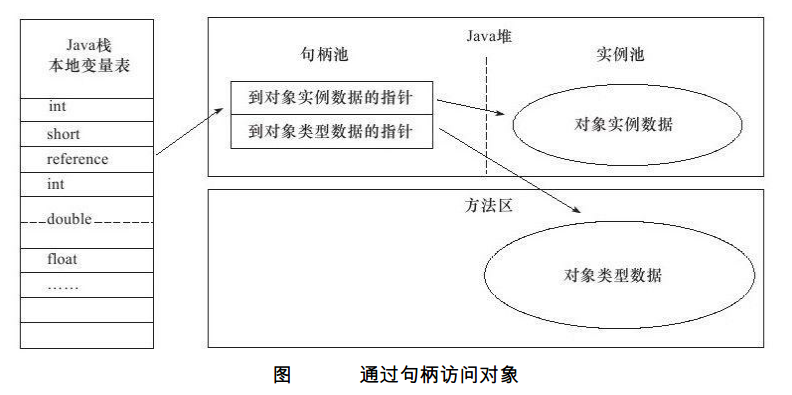 Java栈
本地变量表
int
short
reference
int
double
float
……
Java堆
句柄池
实例池
到对象实例数据的指针
到对象类型数据的指针
对象实例数据
方法区
对象类型数据
图 通过句柄访问对象